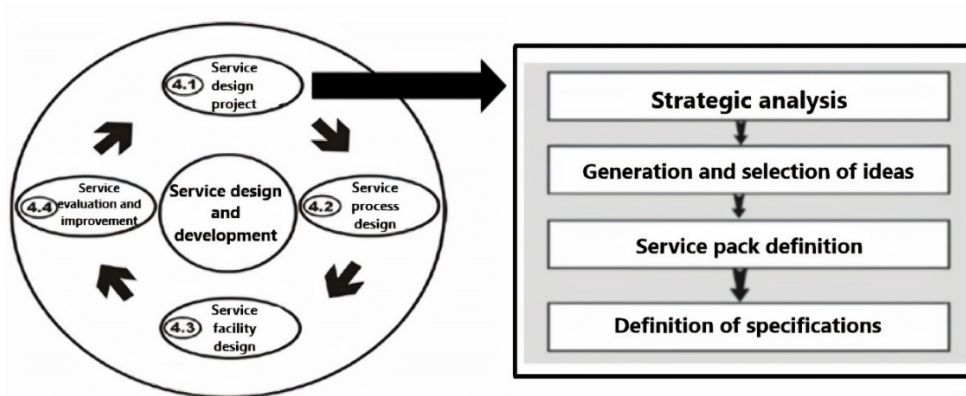 4.1
Service
design
project
4.4
Service
evaluation and
improvement
Service design
and
development
4.2
Service
process
design
4.3
Service
facility
design
Strategic analysis
Generation and selection of ideas
Service pack definition
Definition of specifications